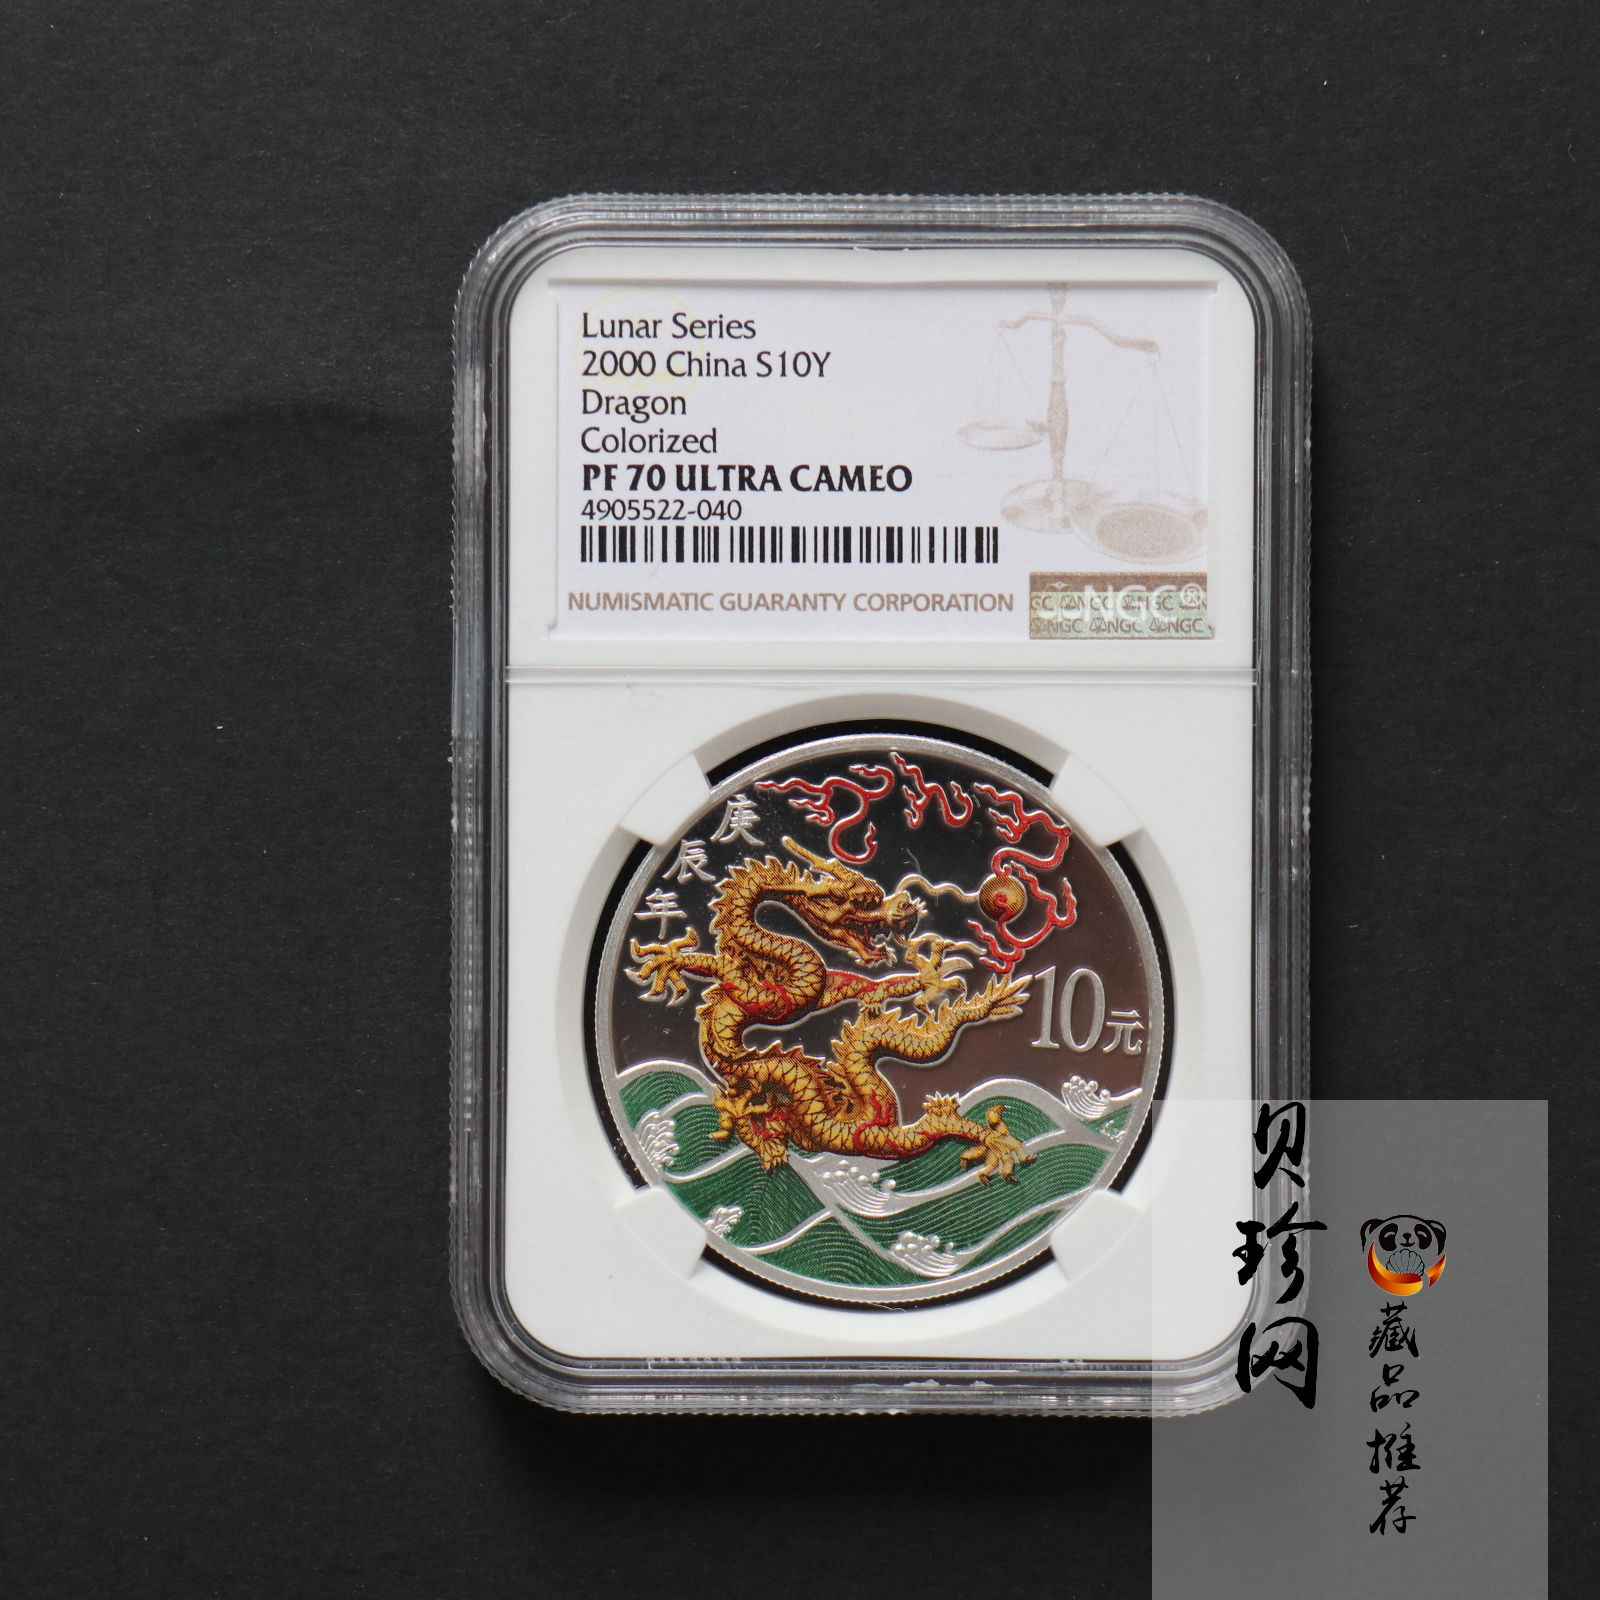 Lunar Series
2000 China S10Y
Dragon
Colorized
PF 70 ULTRA CAMEO
4905522-040
NUMISMATIC GUARANTY CORPORATION
NGC®
庚辰年
10元
贝珍网
藏品推荐